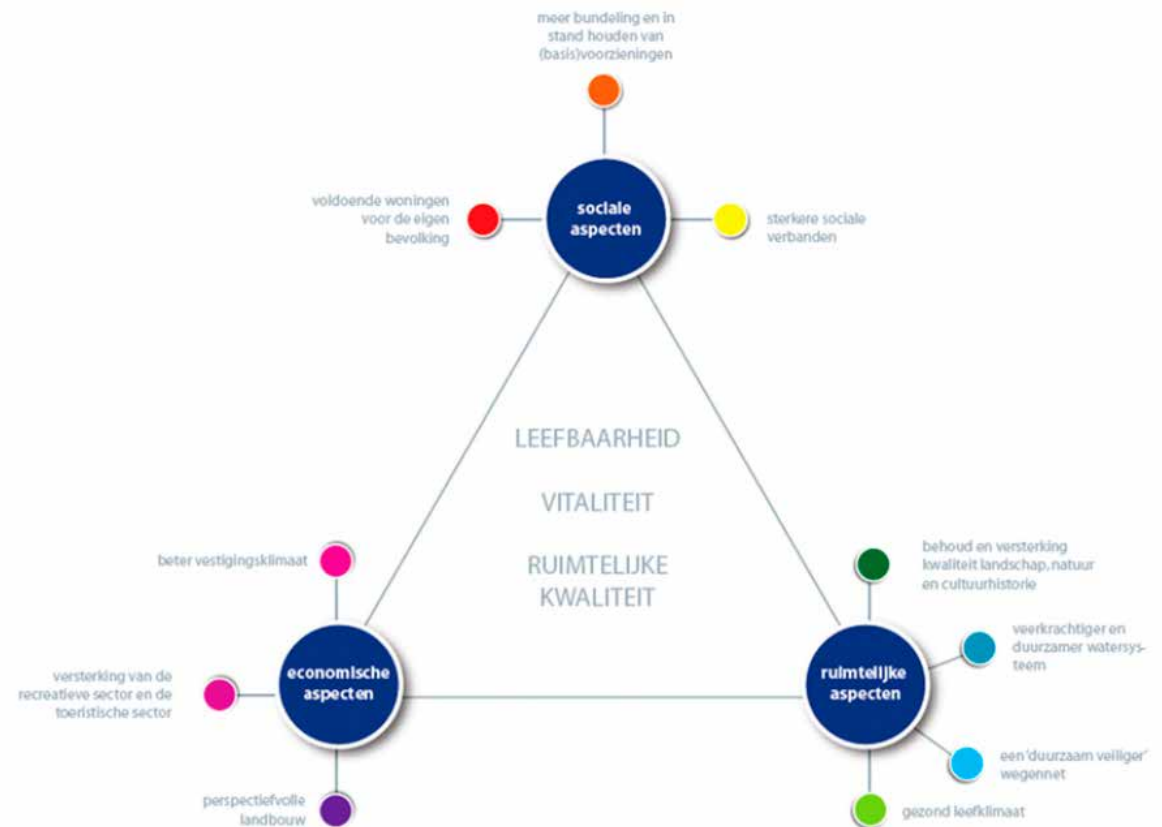 meer bundeling en in
stand houden van
(basis)voorzieningen
voldoende woningen
voor de eigen
bevolking
sociale
aspecten
sterkere sociale
verbanden
LEEFBAARHEID
VITALITEIT
RUIMTELIJKE
KWALITEIT
beter vestigingsklimaat
economische
aspecten
versterking van de
recreatieve sector en de
toeristische sector
perspectiefvolle
landbouw
behoud en versterking
kwaliteit landschap, natuur
en cultuurhistorie
ruimtelijke
aspecten
veerkrachtiger en
duurzamer watersys-
teem
een 'duurzaam veiliger'
wegennet
gezond leefklimaat